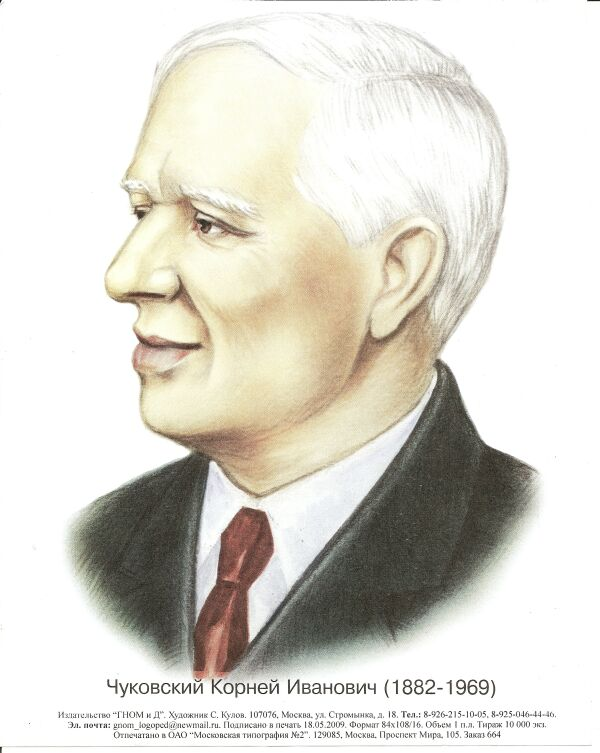 Чуковский Корней Иванович (1882-1969)
Издательство “ГНОМ и Д”. Художник С. Кулов. 107076, Москва, ул. Стромынка, д. 18. Тел.: 8-926-215-10-05, 8-925-046-44-46.
Эл. почта: gnom_logoped@newmail.ru. Подписано в печать 18.05.2009. Формат 84х108/16. Объем 1 п.л. Тираж 10 000 экз.
Отпечатано в ОАО “Московская типография №2”. 129085, Москва, Проспект Мира, 105. Заказ 664